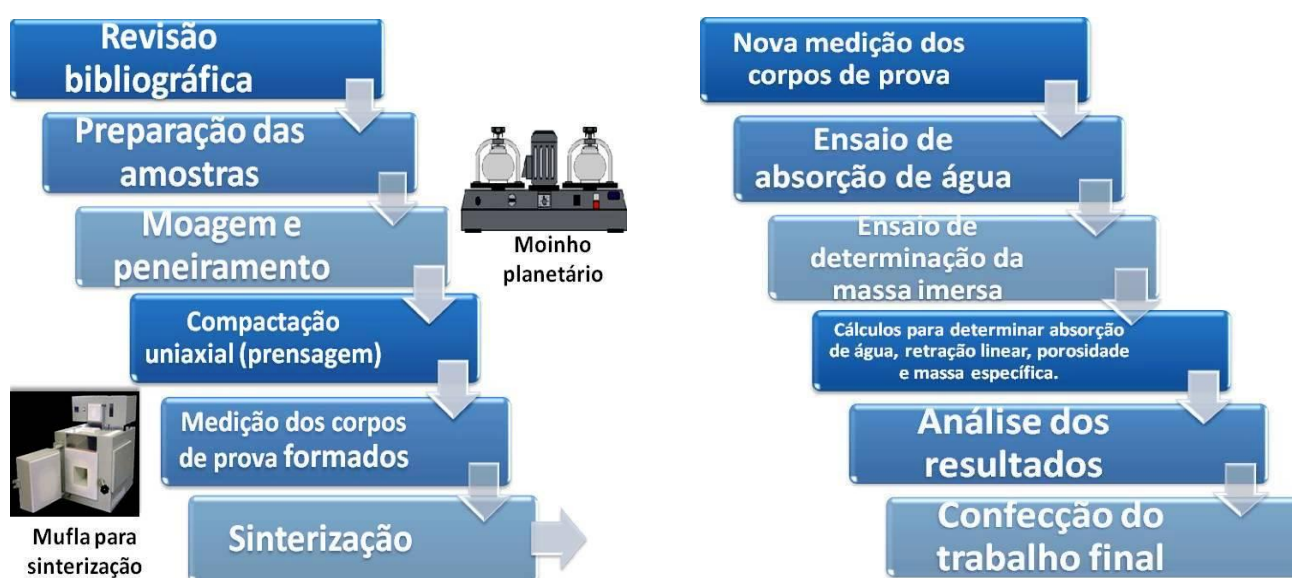 Revisão
bibliográfica
Preparação das
amostras
Moagem e
peneiramento
Moinho
planetário
Compactação
uniaxial (prensagem)
Medição dos corpos
de prova formados
Mufla para
sinterização
Sinterização
Nova medição dos
corpos de prova
Ensaio de
absorção de água
Ensaio de
determinação da
massa imersa
Cálculos para determinar absorção
de água, retração linear, porosidade
e massa específica.
Análise dos
resultados
Confecção do
trabalho final